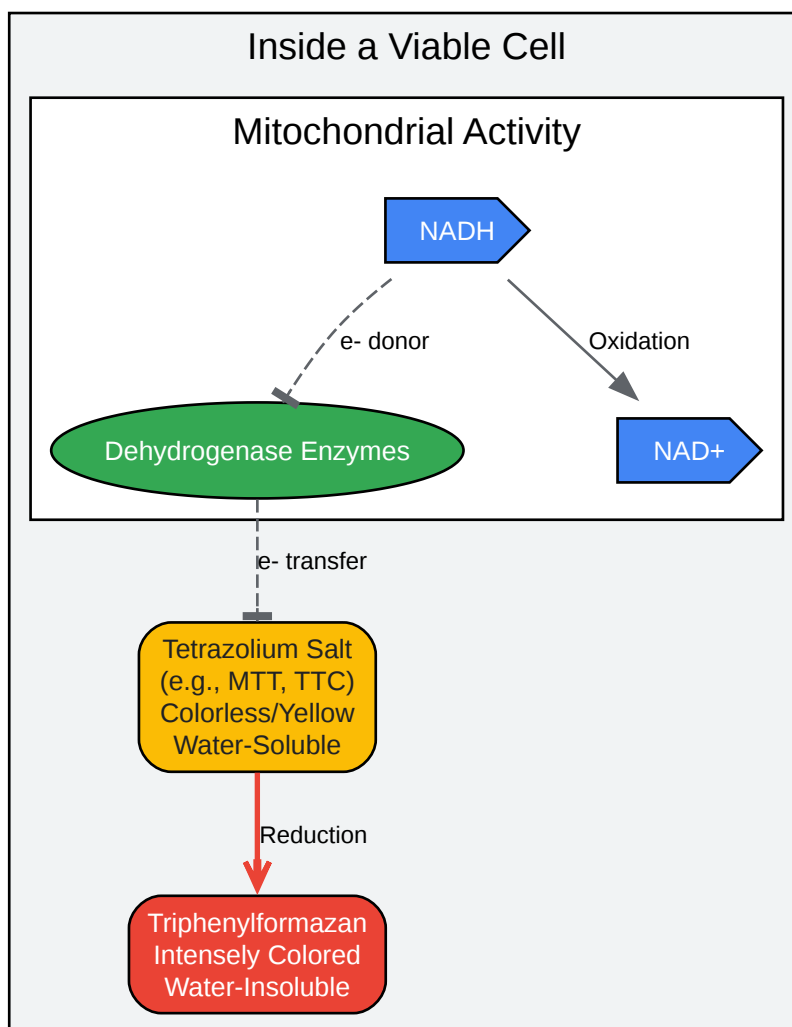 Inside a Viable Cell
Mitochondrial Activity
NADH
e- donor
Oxidation
Dehydrogenase Enzymes
NAD+
e- transfer
Tetrazolium Salt
(e.g., MTT, TTC)
Colorless/Yellow
Water-Soluble
Reduction
Triphenylformazan
Intensely Colored
Water-Insoluble